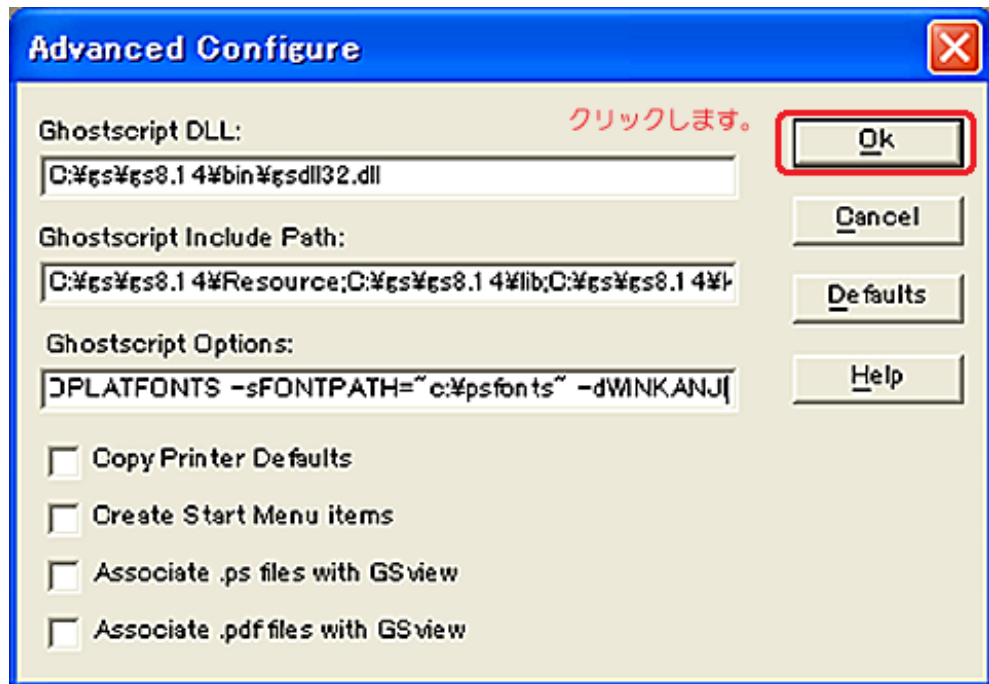 Advanced Configure
Ghostscript DLL:
クリックします。
Ok
C:¥gs¥gs8.14¥bin¥gsdll32.dll
Cancel
Ghostscript Include Path:
C:¥gs¥gs8.14¥Resource;C:¥gs¥gs8.14¥lib;C:¥gs¥gs8.14¥
Defaults
Ghostscript Options:
PLATFONTS -sFONTPATH="c:¥psfonts" -dWINKANJI
Help
Copy Printer Defaults
Create Start Menu items
Associate .ps files with GSview
Associate .pdf files with GSview